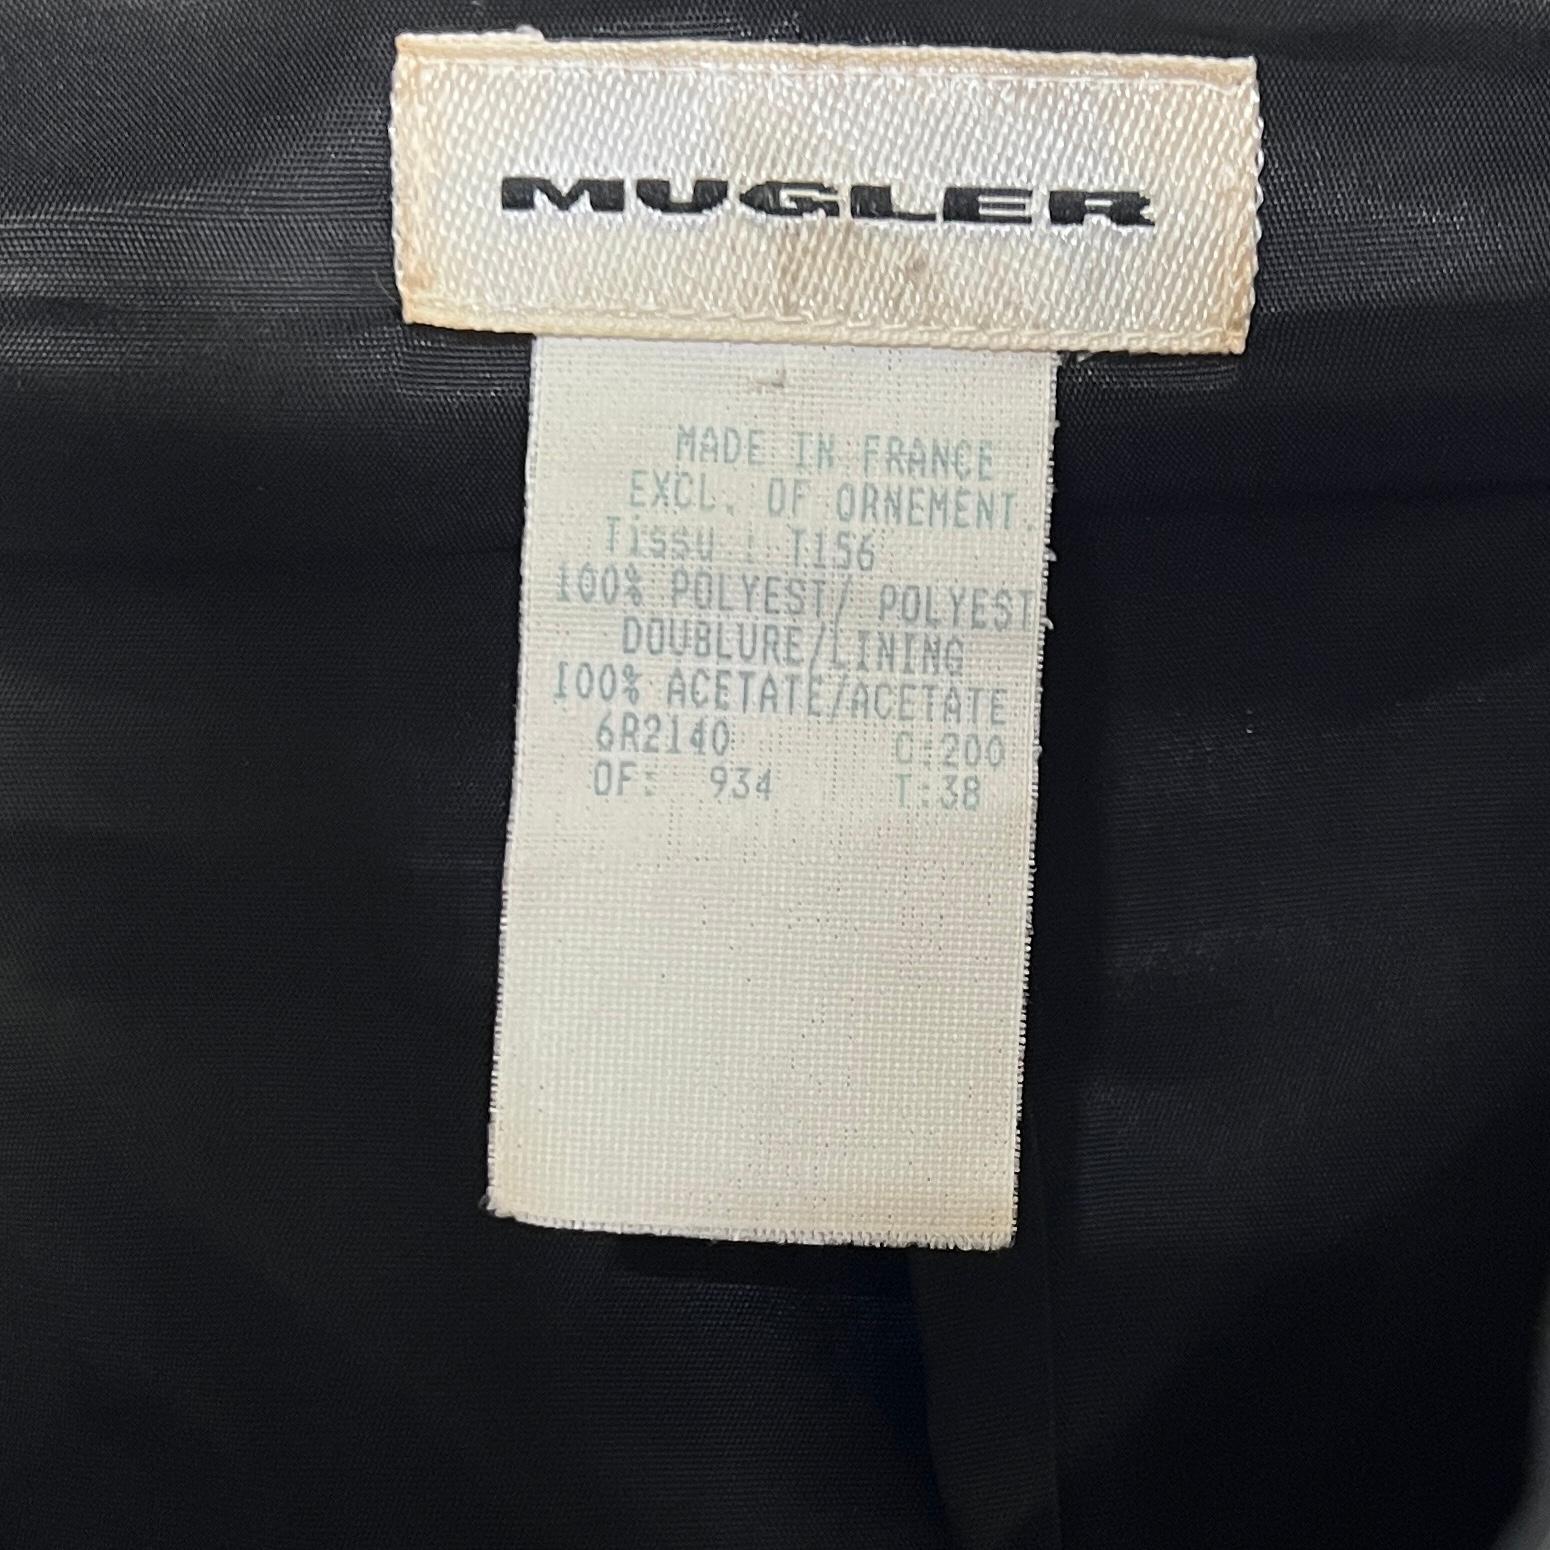 MUGLER
MADE IN FRANCE
EXCL. OF ORNEMENT.
Tissu : T156
100% POLYEST/ POLYEST
DOUBLURE/LINING
100% ACETATE/ACETATE
6R2140 C:200
OF: 934 T:38